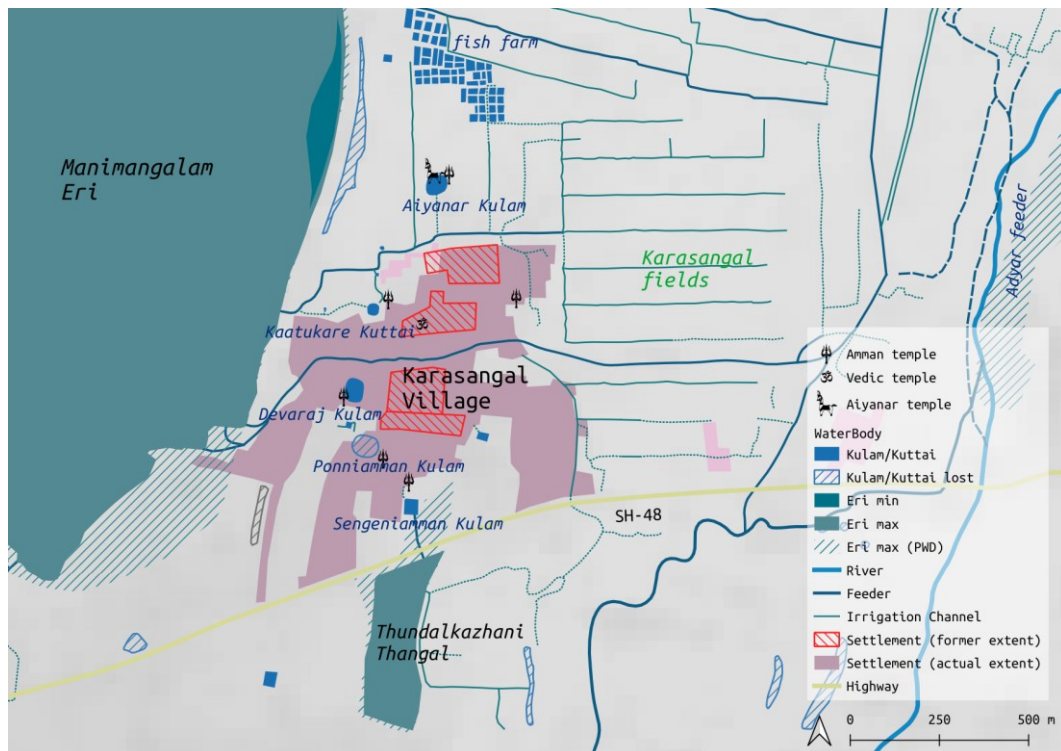 fish farm
Manimangalam
Eri
Aiyanar Kulam
Adyar feeder
Karasangal
fields
Kaatukare Kuttai
Karasangal
Village
Devaraj Kulam
Ponniamman Kulam
Sengeniamman Kulam
SH-48
Thundalkazhani
Thangal
Amman temple
Vedic temple
Aiyanar temple
WaterBody
Kulam/Kuttai
Kulam/Kuttai lost
Eri min
Eri max
Eri max (PWD)
River
Feeder
Irrigation Channel
Settlement (former extent)
Settlement (actual extent)
Highway
0 250 500 m